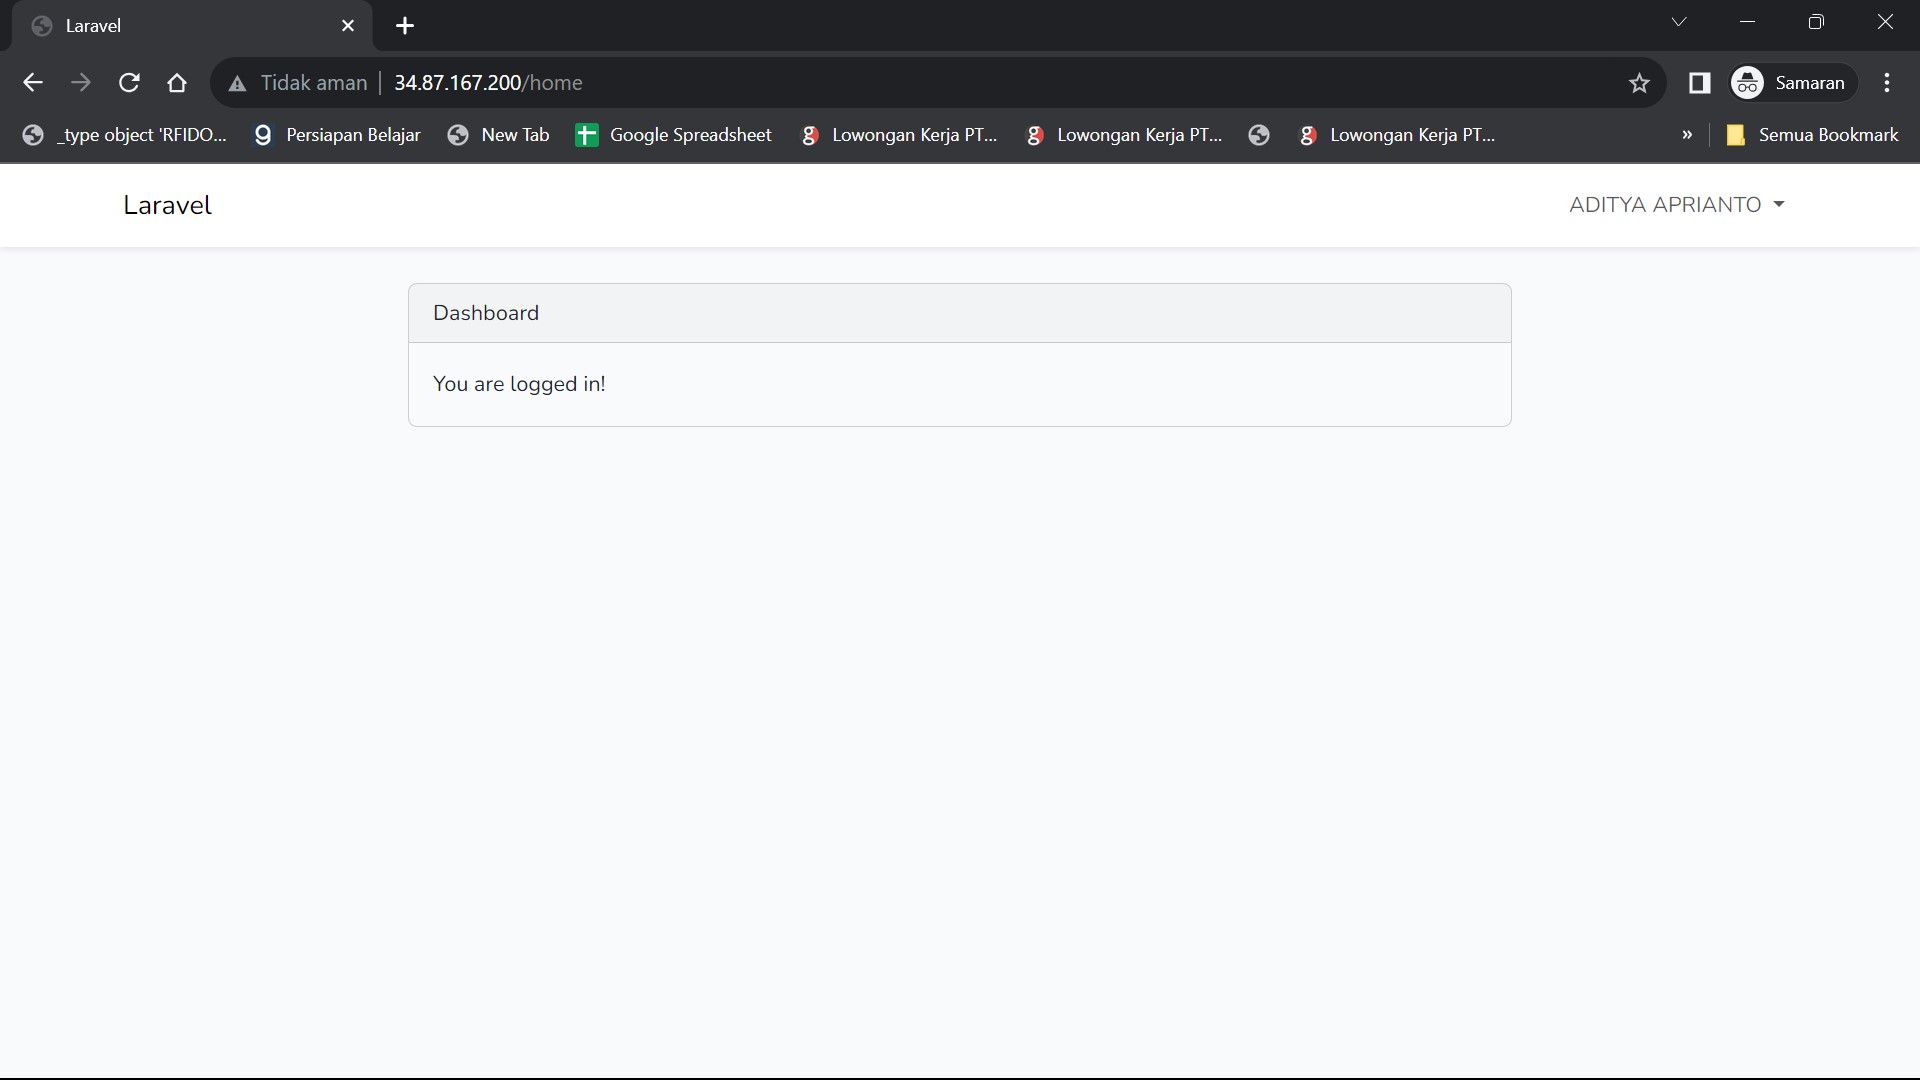 Laravel
Tidak aman 34.87.167.200/home Samaran
_type object 'RFIDO... Persiapan Belajar New Tab Google Spreadsheet Lowongan Kerja PT... Lowongan Kerja PT... Lowongan Kerja PT... » Semua Bookmark
Laravel ADITYA APRIANTO
Dashboard
You are logged in!